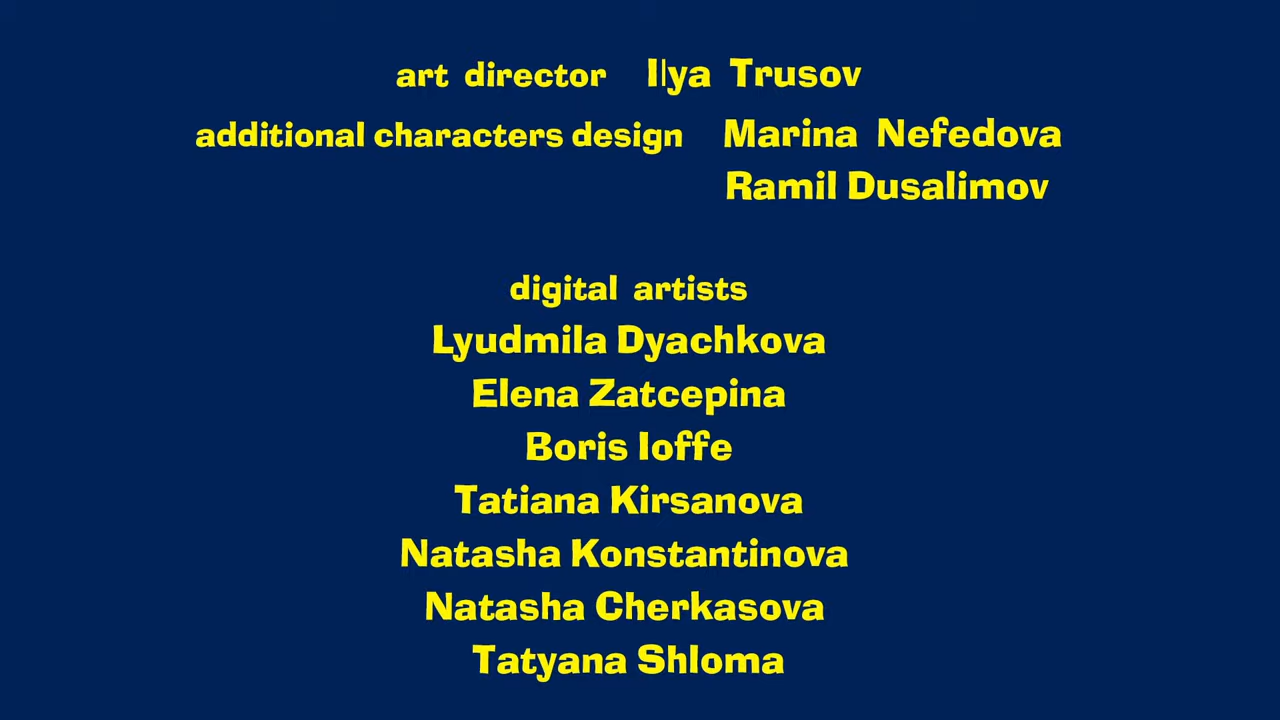 art director Ilya Trusov
additional characters design Marina Nefedova
Ramil Dusalimov
digital artists
Lyudmila Dyachkova
Elena Zatcepina
Boris Ioffe
Tatiana Kirsanova
Natasha Konstantinova
Natasha Cherkasova
Tatyana Shloma